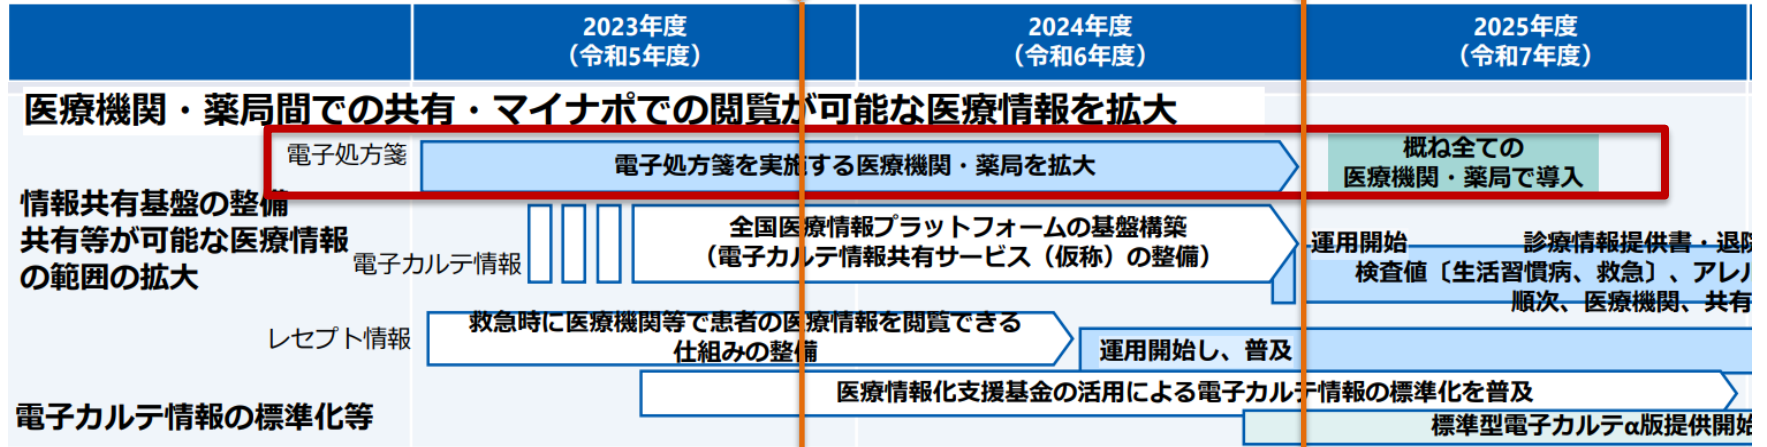 2023年度
（令和5年度）
2024年度
（令和6年度）
2025年度
（令和7年度）
医療機関・薬局間での共有・マイナポでの閲覧が可能な医療情報を拡大
電子処方箋
電子処方箋を実施する医療機関・薬局を拡大
概ね全ての
医療機関・薬局で導入
情報共有基盤の整備
共有等が可能な医療情報
の範囲の拡大
電子カルテ情報
全国医療情報プラットフォームの基盤構築
（電子カルテ情報共有サービス（仮称）の整備）
運用開始
診療情報提供書・退院
検査値〔生活習慣病、救急〕、アレル
順次、医療機関、共有
レセプト情報
救急時に医療機関等で患者の医療情報を閲覧できる
仕組みの整備
運用開始し、普及
医療情報化支援基金の活用による電子カルテ情報の標準化を普及
電子カルテ情報の標準化等
標準型電子カルテα版提供開始